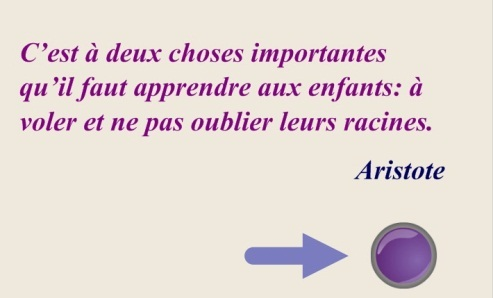 C’est à deux choses importantes
qu’il faut apprendre aux enfants: à
voler et ne pas oublier leurs racines.
Aristote